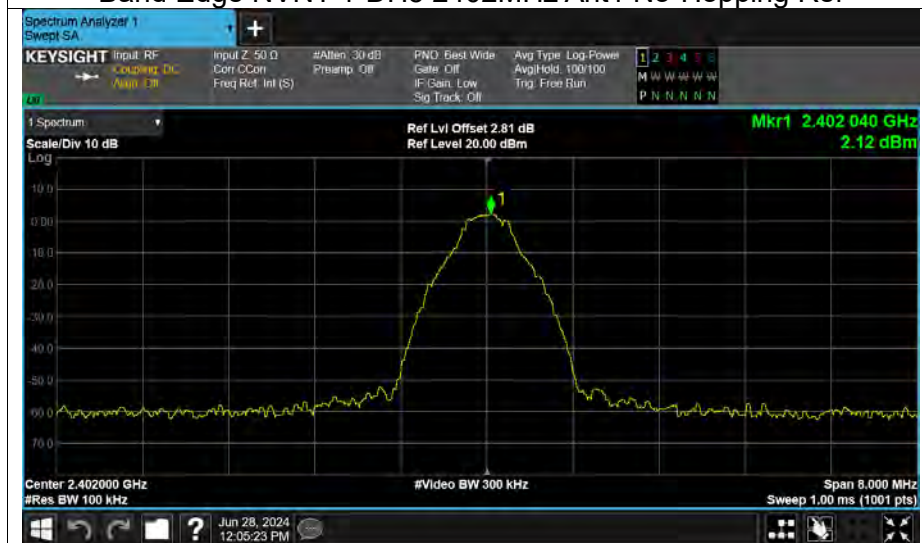 Band Edge NVNT 1-DH5 2402MHz Ant1 No-Hopping Ref
Spectrum Analyzer 1
Swept SA
+
KEYSIGHT
Input: RF
Coupling: DC
Align: Off
Input Z: 50 Ω
Corr CCorr
Freq Ref: Int (S)
#Atten: 30 dB
Preamp: Off
PNO: Best Wide
Gate: Off
IF Gain: Low
Sig Track: Off
Avg Type: Log-Power
Avg|Hold: 100/100
Trig: Free Run
1 2 3 4 5 6
M W W W W W
P N N N N N
LXI
1 Spectrum
Scale/Div 10 dB
Log
Ref Lvl Offset 2.81 dB
Ref Level 20.00 dBm
Mkr1 2.402 040 GHz
2.12 dBm
1
10.0
0.00
-10.0
-20.0
-30.0
-40.0
-50.0
-60.0
-70.0
Center 2.402000 GHz
#Res BW 100 kHz
#Video BW 300 kHz
Span 8.000 MHz
Sweep 1.00 ms (1001 pts)
?
Jun 28, 2024
12:05:23 PM